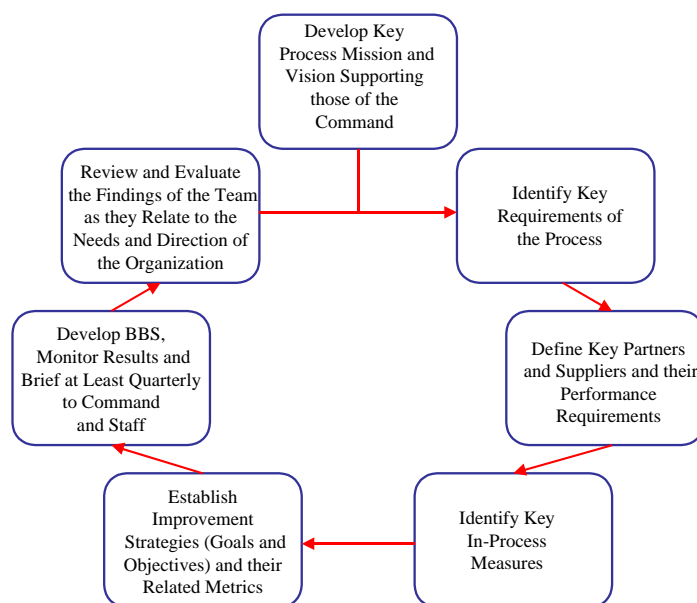 Develop Key
Process Mission and
Vision Supporting
those of the
Command
Review and Evaluate
the Findings of the Team
as they Relate to the
Needs and Direction of
the Organization
Identify Key
Requirements of
the Process
Develop BBS,
Monitor Results and
Brief at Least Quarterly
to Command
and Staff
Define Key Partners
and Suppliers and their
Performance
Requirements
Establish
Improvement
Strategies (Goals and
Objectives) and their
Related Metrics
Identify Key
In-Process
Measures